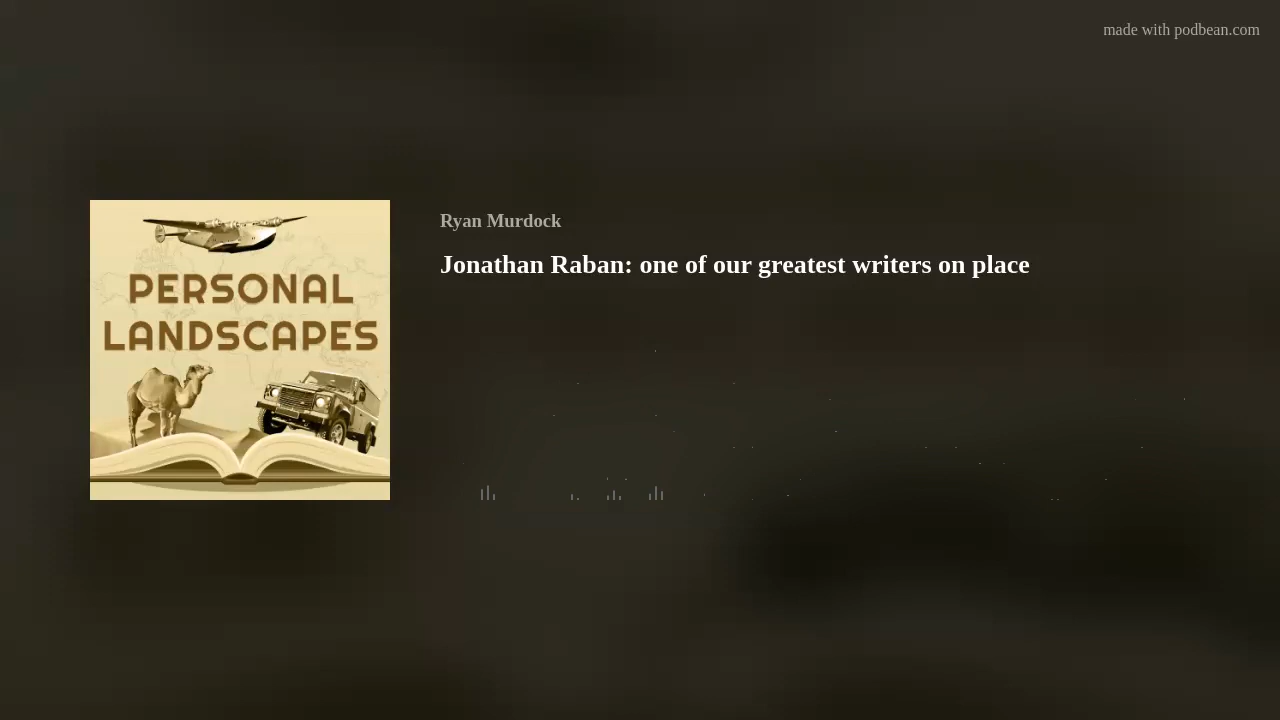 made with podbean.com
PERSONAL
LANDSCAPES
Ryan Murdock
Jonathan Raban: one of our greatest writers on place